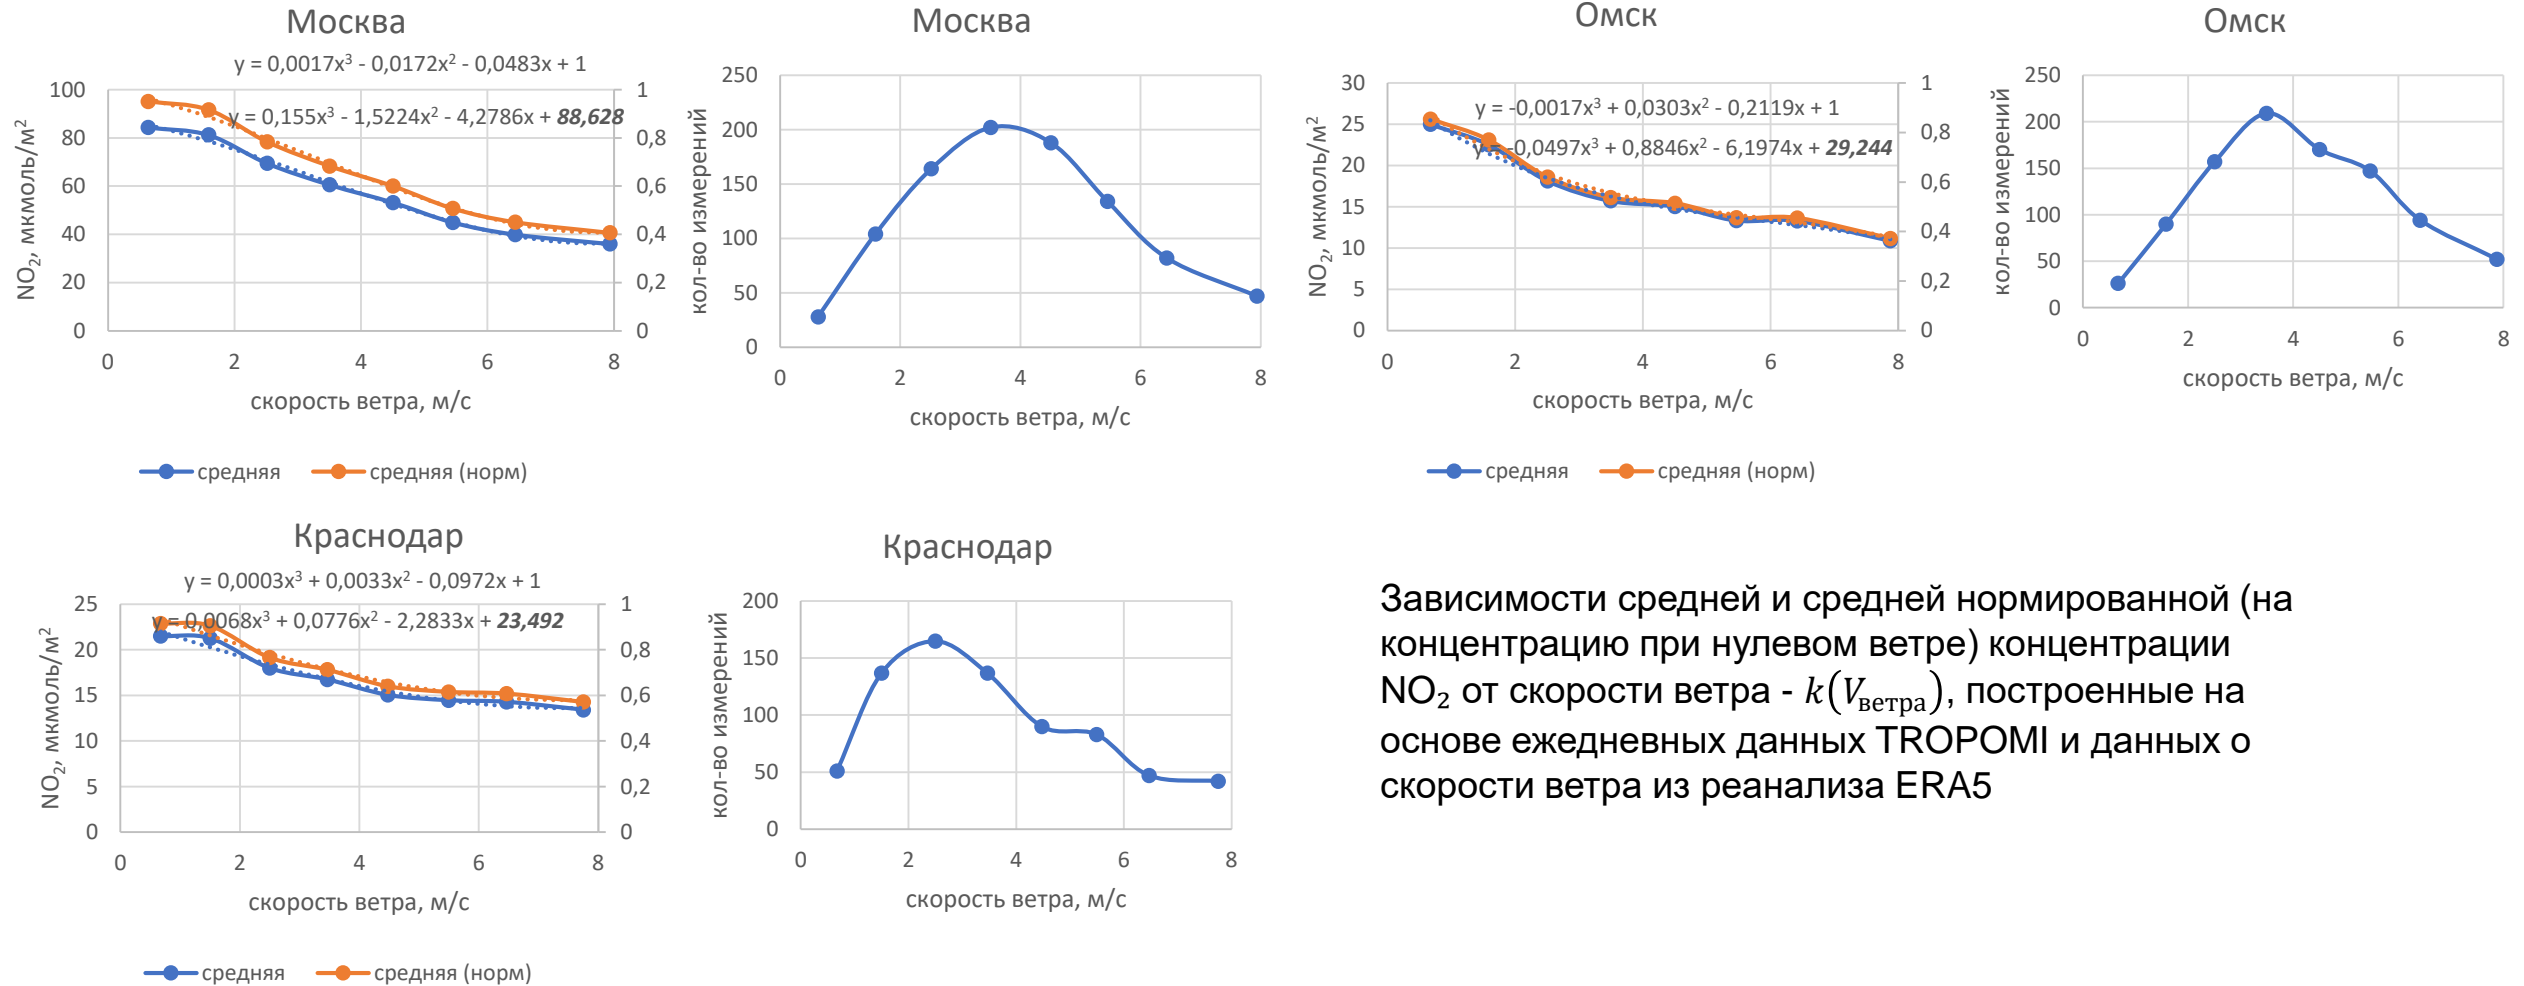 Москва
y = 0,0017x³ - 0,0172x² - 0,0483x + 1
y = 0,155x³ - 1,5224x² - 4,2786x + 88,628
NO₂, мкмоль/м²
100
80
60
40
20
0
1
0,8
0,6
0,4
0,2
0
0 2 4 6 8
скорость ветра, м/с
средняя средняя (норм)
Москва
кол-во измерений
250
200
150
100
50
0
0 2 4 6 8
скорость ветра, м/с
Омск
y = -0,0017x³ + 0,0303x² - 0,2119x + 1
y = -0,0497x³ + 0,8846x² - 6,1974x + 29,244
NO₂, мкмоль/м²
30
25
20
15
10
5
0
1
0,8
0,6
0,4
0,2
0
0 2 4 6 8
скорость ветра, м/с
средняя средняя (норм)
Омск
кол-во измерений
250
200
150
100
50
0
0 2 4 6 8
скорость ветра, м/с
Краснодар
y = 0,0003x³ + 0,0033x² - 0,0972x + 1
y = 0,0068x³ + 0,0776x² - 2,2833x + 23,492
NO₂, мкмоль/м²
25
20
15
10
5
0
1
0,8
0,6
0,4
0,2
0
0 2 4 6 8
скорость ветра, м/с
средняя средняя (норм)
Краснодар
кол-во измерений
200
150
100
50
0
0 2 4 6 8
скорость ветра, м/с
Зависимости средней и средней нормированной (на
концентрацию при нулевом ветре) концентрации
NO₂ от скорости ветра - k(Vветра), построенные на
основе ежедневных данных TROPOMI и данных о
скорости ветра из реанализа ERA5